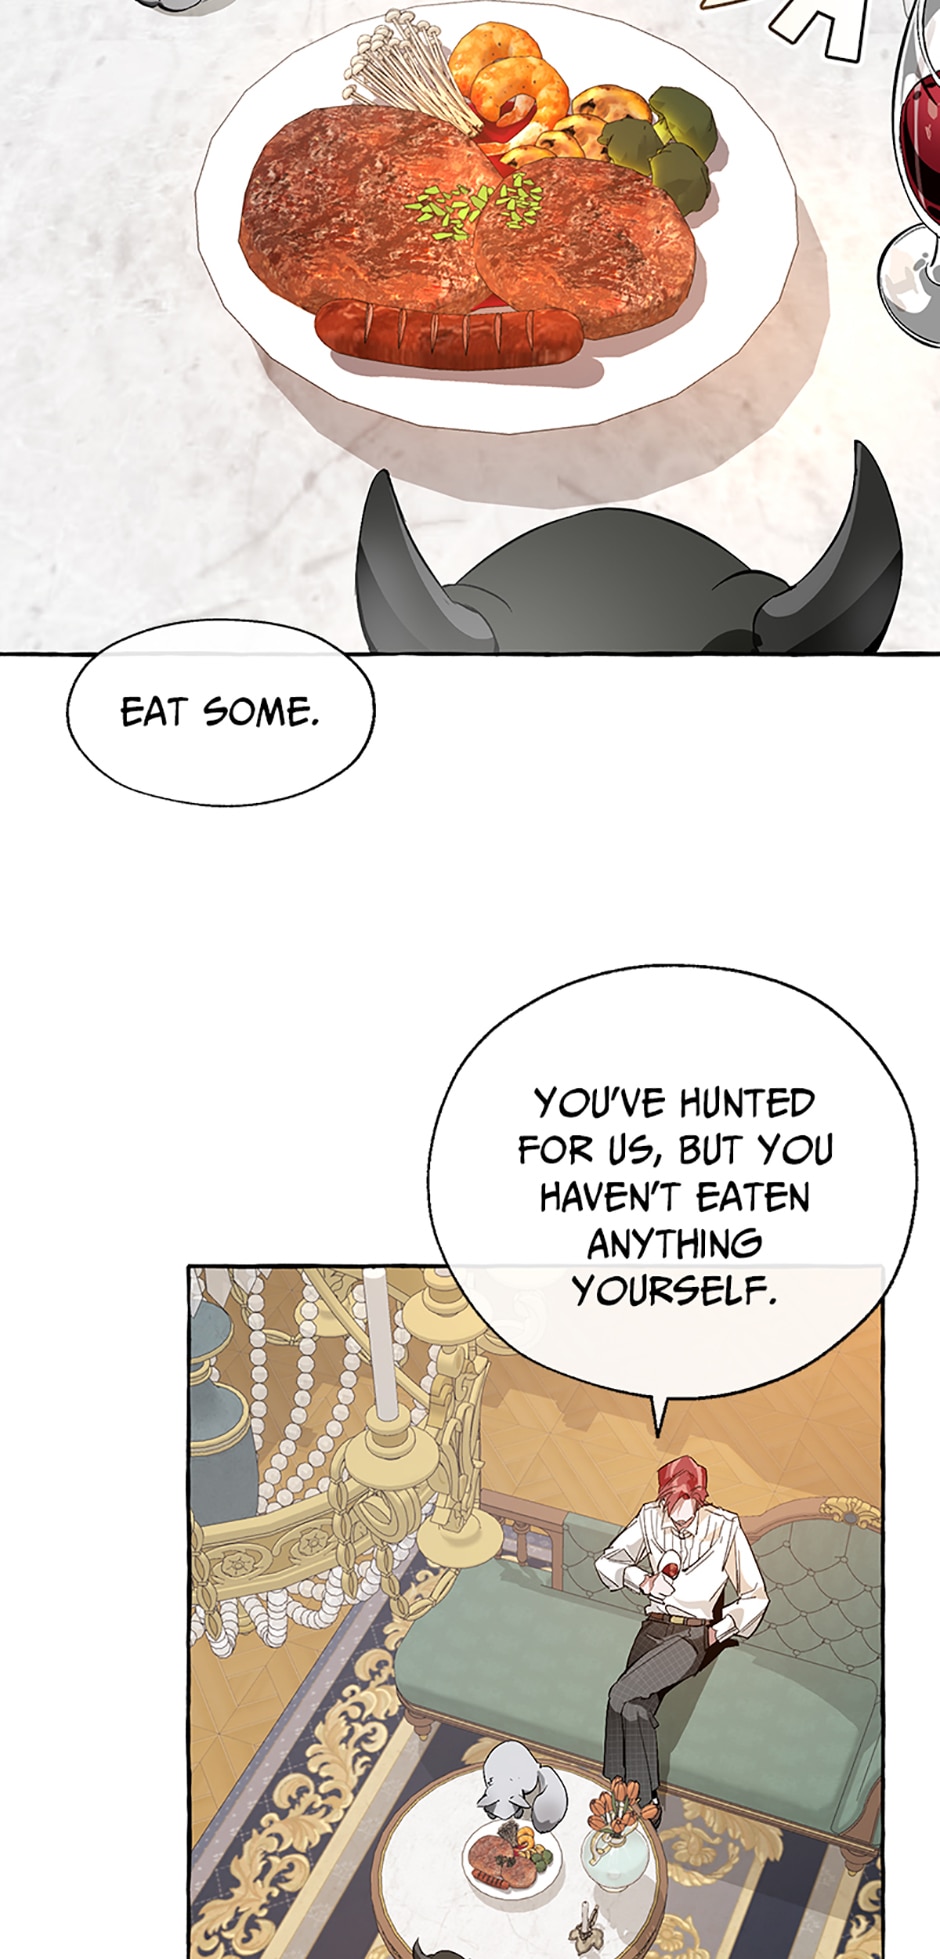 EAT SOME.
YOU'VE HUNTED
FOR US, BUT YOU
HAVEN'T EATEN
ANYTHING
YOURSELF.